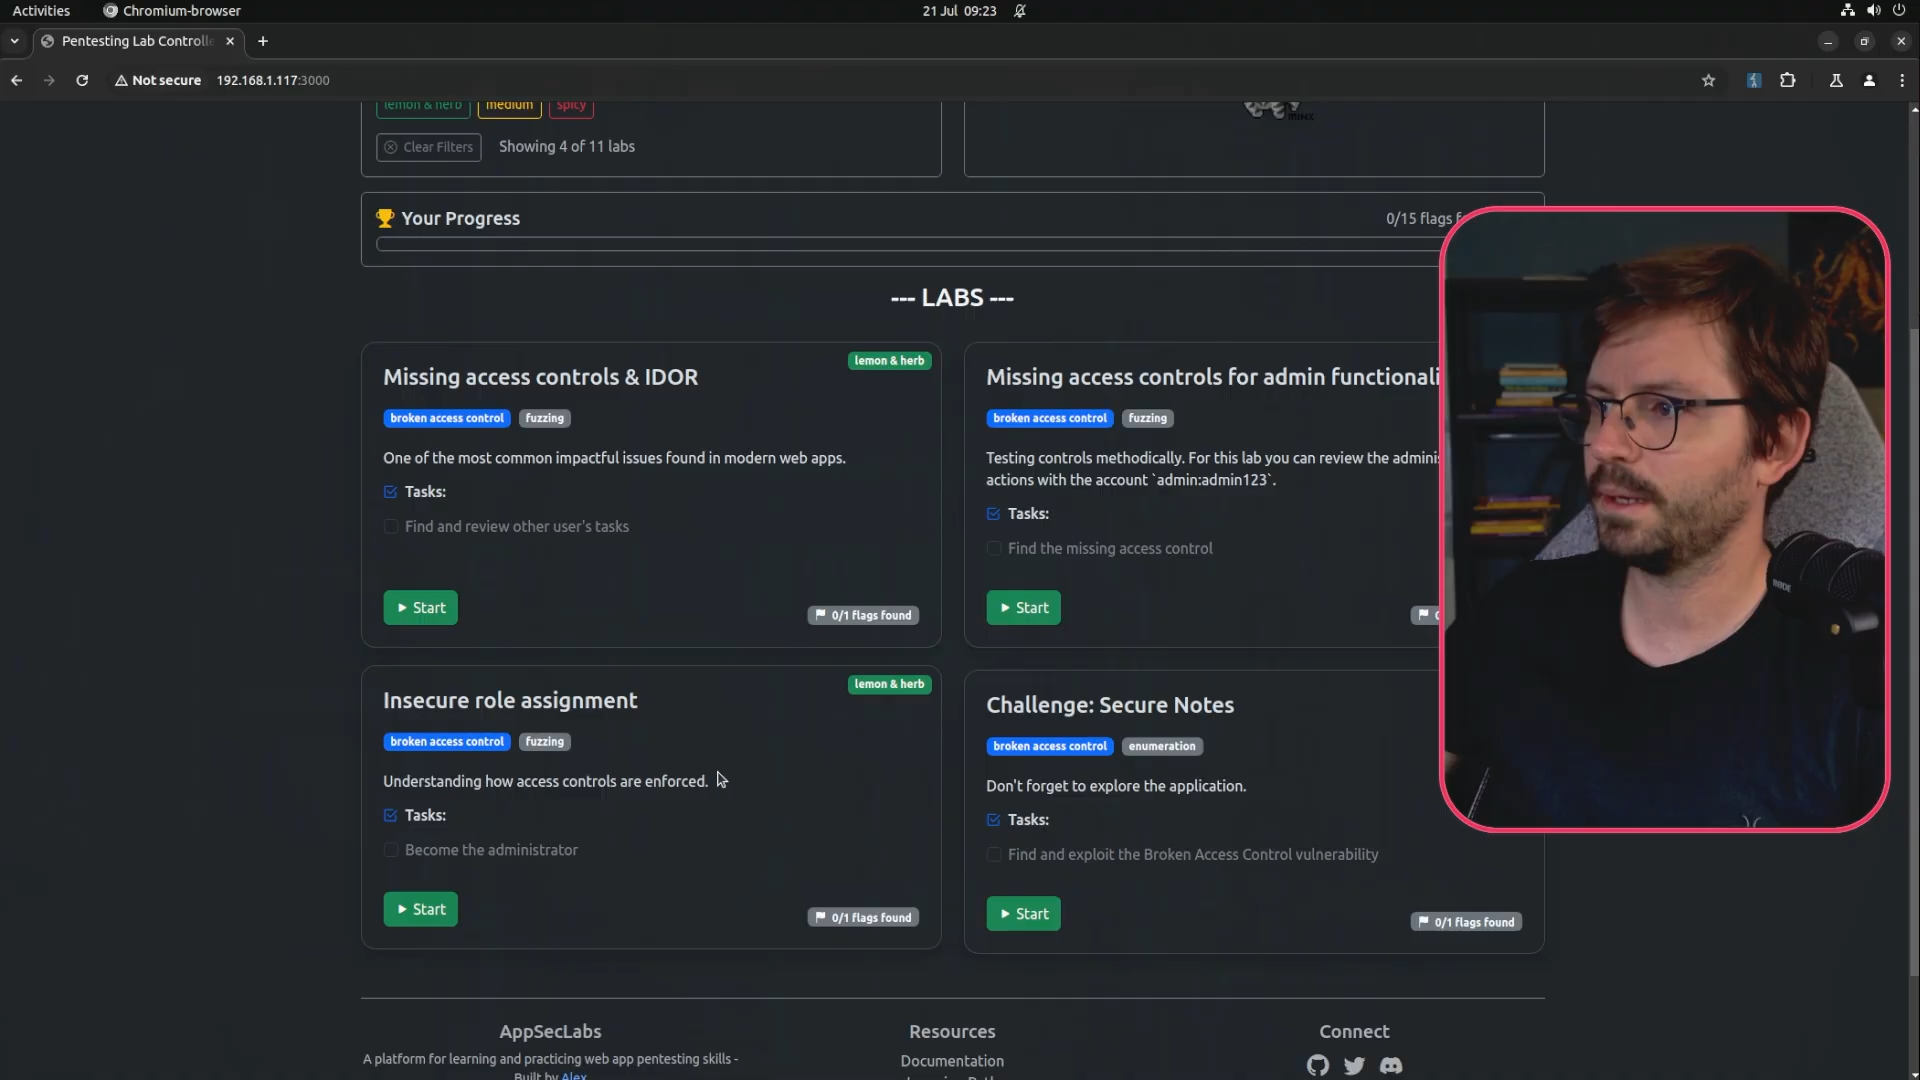 Activities
Chromium-browser
21 Jul 09:23
Pentesting Lab Controlle
Not secure
192.168.1.117:3000
lemon & herb
medium
spicy
Clear Filters
Showing 4 of 11 labs
Your Progress
0/15 flags f
--- LABS ---
Missing access controls & IDOR
lemon & herb
broken access control
fuzzing
One of the most common impactful issues found in modern web apps.
Tasks:
Find and review other user's tasks
Start
0/1 flags found
Missing access controls for admin functionali
broken access control
fuzzing
Testing controls methodically. For this lab you can review the adminis
actions with the account `admin:admin123`.
Tasks:
Find the missing access control
Start
Insecure role assignment
lemon & herb
broken access control
fuzzing
Understanding how access controls are enforced.
Tasks:
Become the administrator
Start
0/1 flags found
Challenge: Secure Notes
broken access control
enumeration
Don't forget to explore the application.
Tasks:
Find and exploit the Broken Access Control vulnerability
Start
0/1 flags found
RODE
AppSecLabs
A platform for learning and practicing web app pentesting skills -
Built by Alex
Resources
Documentation
Connect